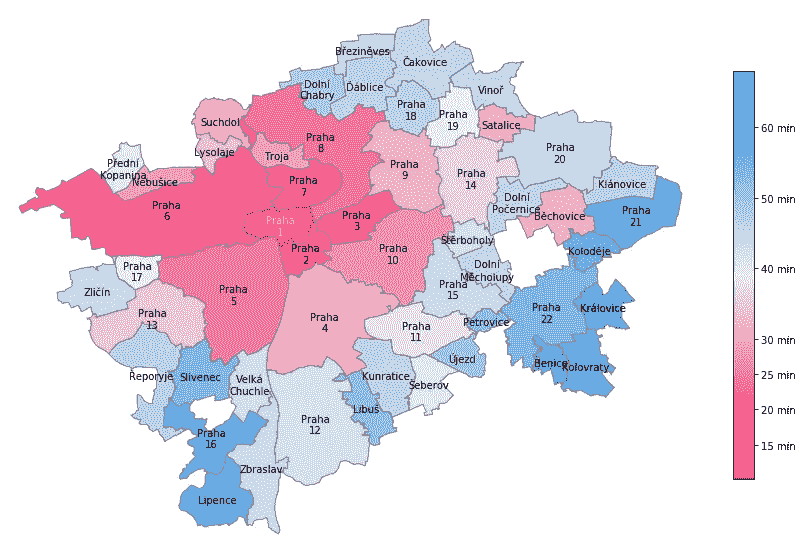 Březiněves
Čakovice
Dolní
Chabry
Ďáblice
Vinoř
Praha
18
Praha
19
Suchdol
Satalice
Praha
8
Lysolaje
Troja
Praha
20
Přední
Kopanina
Nebušice
Praha
9
Praha
14
Praha
7
Klánovice
Dolní
Počernice
Praha
6
Běchovice
Praha
21
Praha
1
Praha
3
Praha
2
Praha
10
Štěrboholy
Koloděje
Praha
17
Dolní
Měcholupy
Zličín
Praha
5
Praha
15
Praha
22
Královice
Praha
13
Praha
4
Praha
11
Petrovice
Řeporyje
Slivenec
Velká
Chuchle
Kunratice
Újezd
Šeberov
Benice
Kolovraty
Libuš
Praha
12
Praha
16
Zbraslav
Lipence
60 min
50 min
40 min
30 min
25 min
20 min
15 min